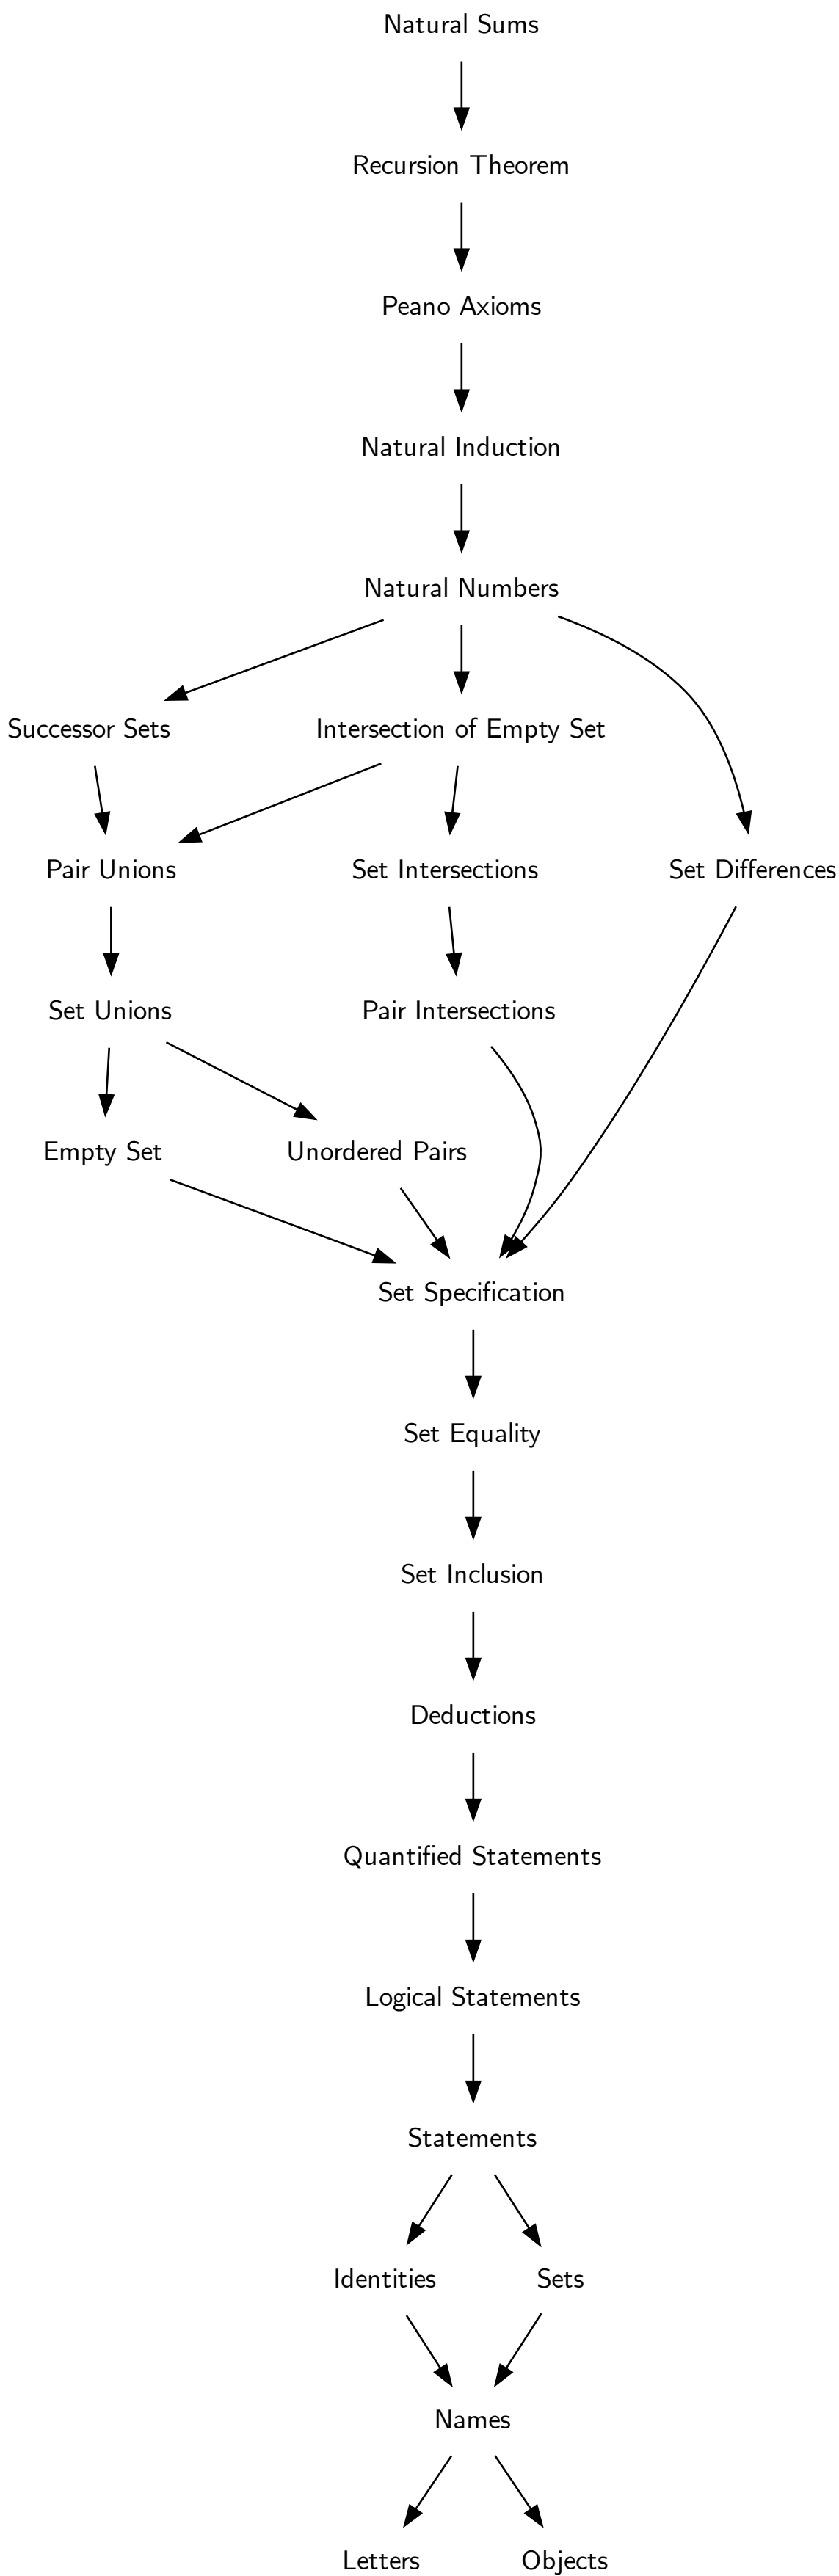 Natural Sums
Recursion Theorem
Peano Axioms
Natural Induction
Natural Numbers
Successor Sets
Intersection of Empty Set
Pair Unions
Set Intersections
Set Differences
Set Unions
Pair Intersections
Empty Set
Unordered Pairs
Set Specification
Set Equality
Set Inclusion
Deductions
Quantified Statements
Logical Statements
Statements
Identities
Sets
Names
Letters
Objects